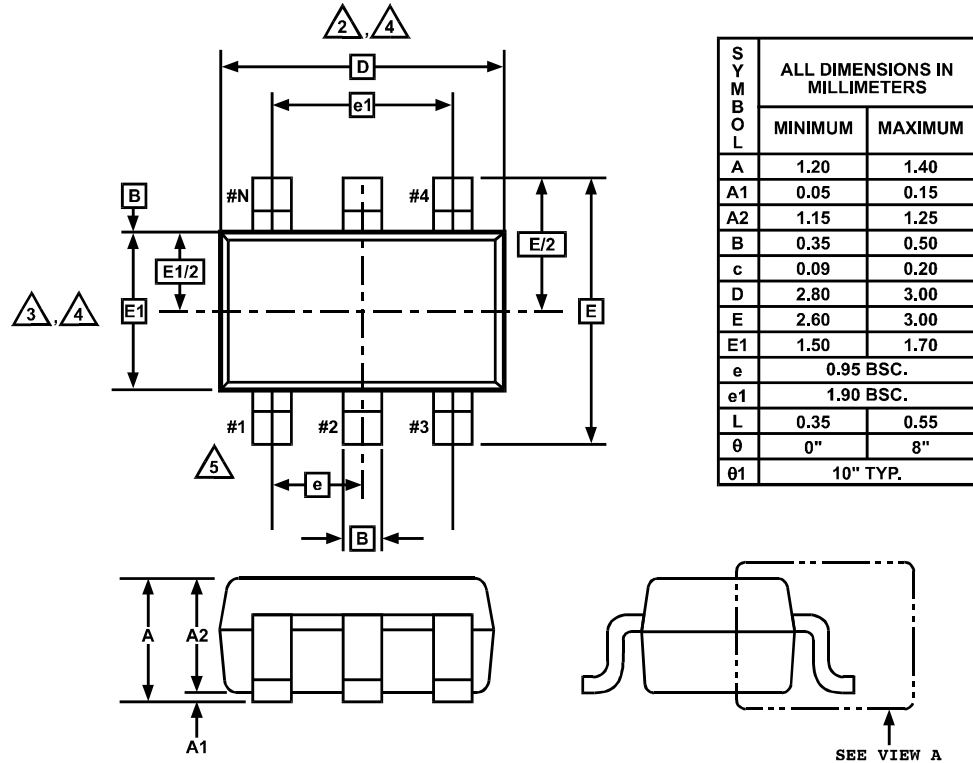 2 , 4
D
e1
#N
#4
B
E1/2
E/2
3 , 4
E1
E
#1
#2
#3
5
e
B
A
A2
A1
SEE VIEW A
SYMBOL
ALL DIMENSIONS IN
MILLIMETERS
MINIMUM MAXIMUM
A 1.20 1.40
A1 0.05 0.15
A2 1.15 1.25
B 0.35 0.50
c 0.09 0.20
D 2.80 3.00
E 2.60 3.00
E1 1.50 1.70
e 0.95 BSC.
e1 1.90 BSC.
L 0.35 0.55
θ 0" 8"
θ1 10" TYP.